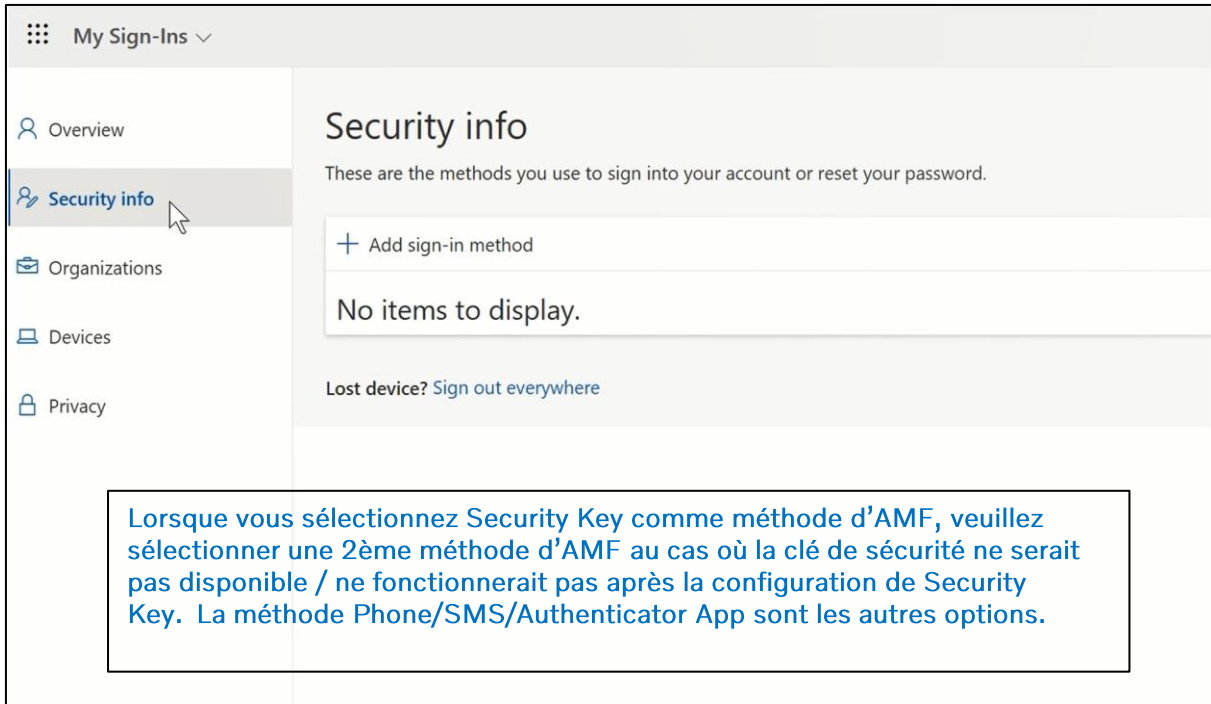 My Sign-Ins
Overview
Security info
Organizations
Devices
Privacy
Security info
These are the methods you use to sign into your account or reset your password.
Add sign-in method
No items to display.
Lost device? Sign out everywhere
Lorsque vous sélectionnez Security Key comme méthode d’AMF, veuillez
sélectionner une 2ème méthode d’AMF au cas où la clé de sécurité ne serait
pas disponible / ne fonctionnerait pas après la configuration de Security
Key.  La méthode Phone/SMS/Authenticator App sont les autres options.